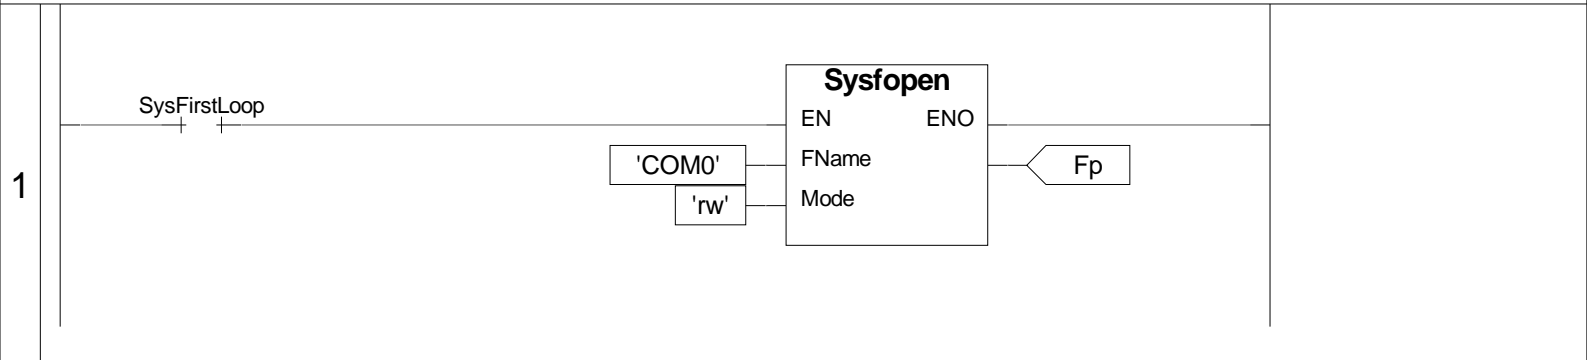 Sysfopen
SysFirstLoop
EN ENO
'COM0' FName Fp
1
'rw' Mode